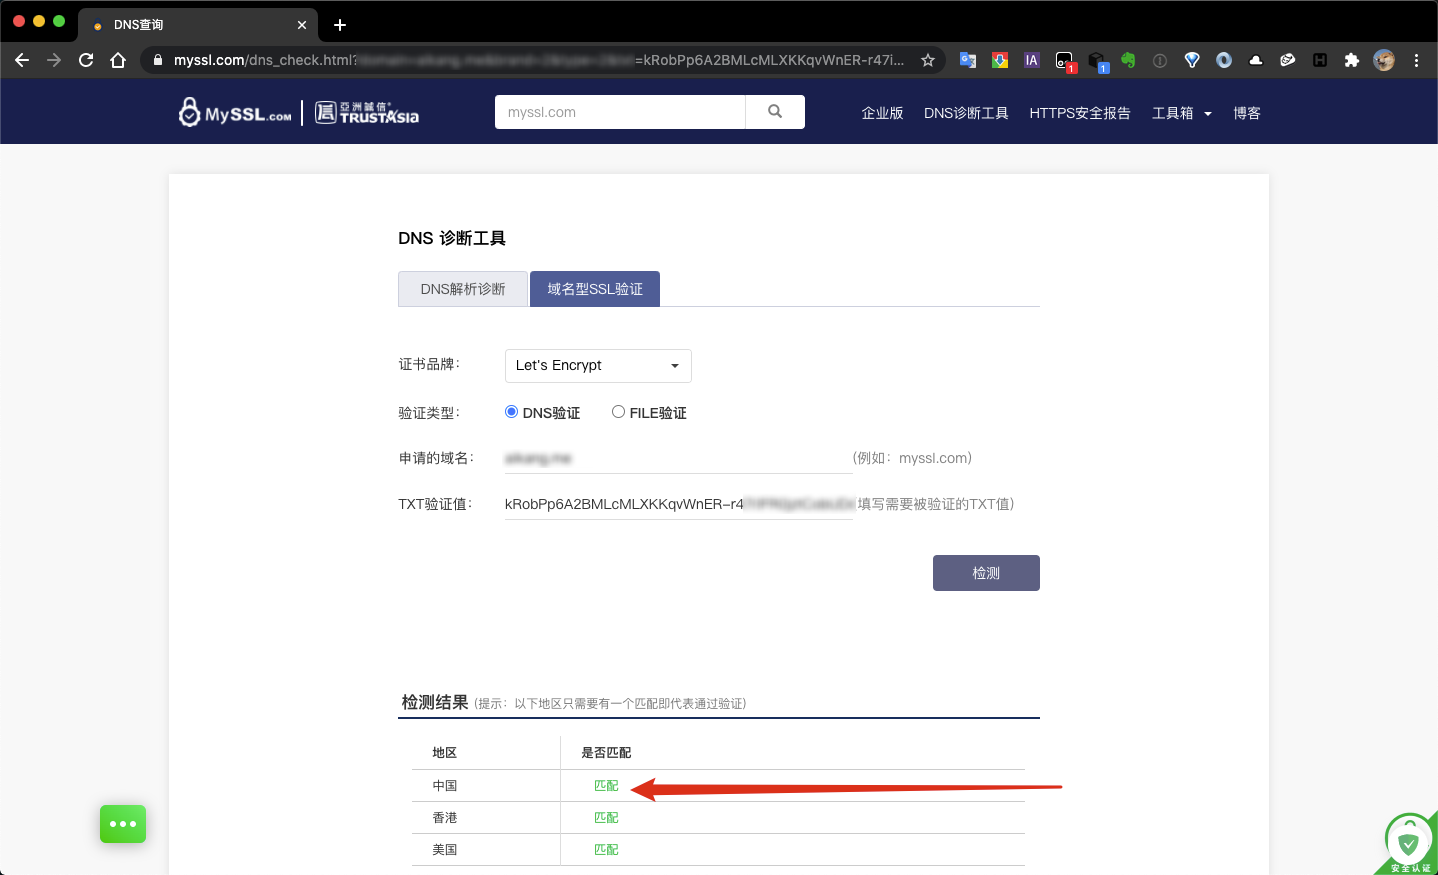 DNS查询
myssl.com/dns_check.html? =kRobPp6A2BMLcMLXKKqvWnER-r47i...
IA
1
1
MySSL.com
亞洲誠信®
TRUSTAsia
myssl.com
企业版 DNS诊断工具 HTTPS安全报告 工具箱 博客
DNS 诊断工具
DNS解析诊断 域名型SSL验证
证书品牌: Let's Encrypt
验证类型: DNS验证 FILE验证
申请的域名: (例如: myssl.com)
TXT验证值: kRobPp6A2BMLcMLXKKqvWnER-r4 填写需要被验证的TXT值)
检测
检测结果 (提示: 以下地区只需要有一个匹配即代表通过验证)
地区 是否匹配
中国 匹配
香港 匹配
美国 匹配
安全认证